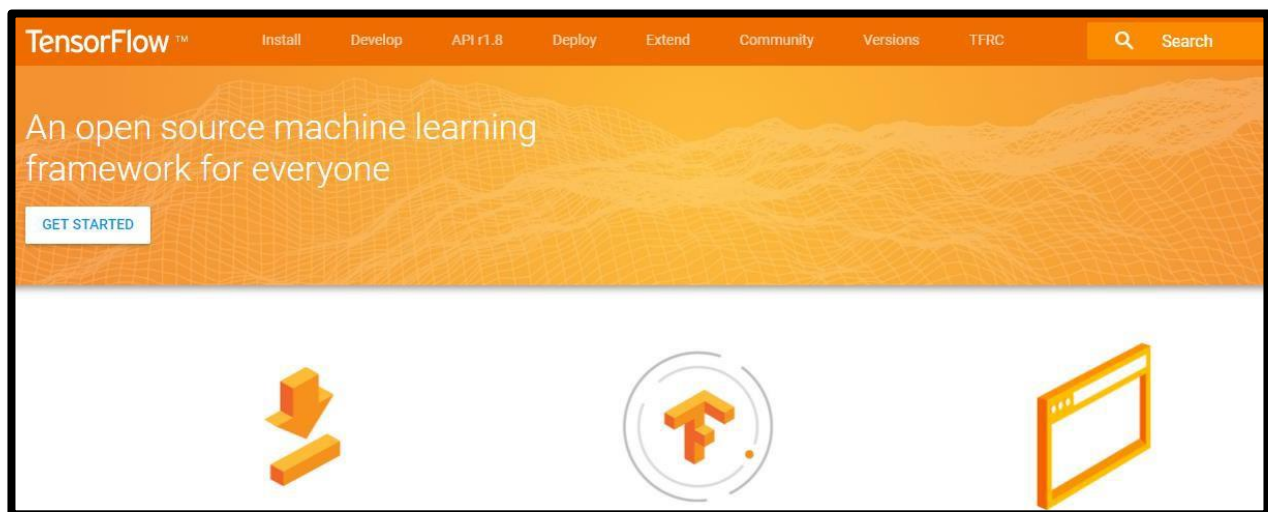 TensorFlow ™ Install Develop API r1.8 Deploy Extend Community Versions TFRC Search
An open source machine learning
framework for everyone
GET STARTED